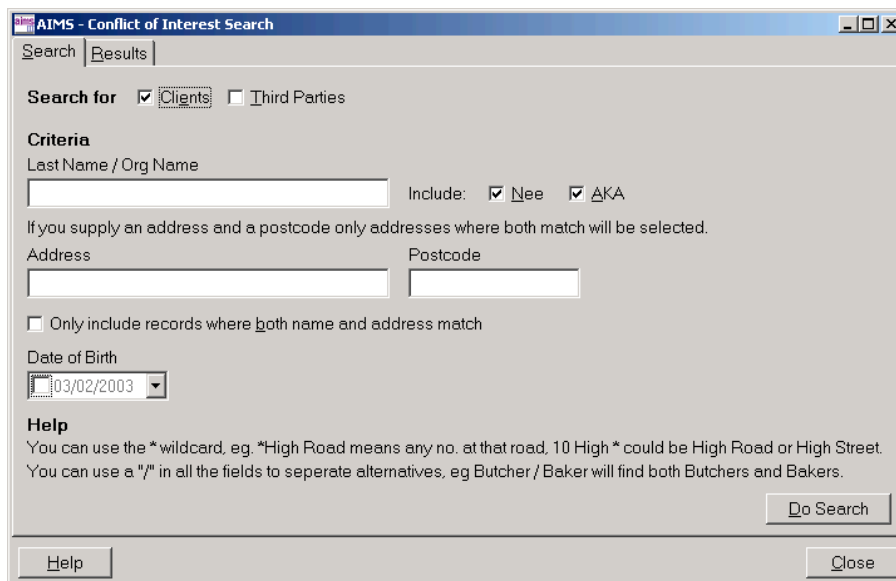 AIMS - Conflict of Interest Search
Search Results
Search for Clients Third Parties
Criteria
Last Name / Org Name
Include: Nee AKA
If you supply an address and a postcode only addresses where both match will be selected.
Address Postcode
Only include records where both name and address match
Date of Birth
03/02/2003
Help
You can use the * wildcard, eg. *High Road means any no. at that road, 10 High * could be High Road or High Street.
You can use a "/" in all the fields to seperate alternatives, eg Butcher / Baker will find both Butchers and Bakers.
Do Search
Help Close